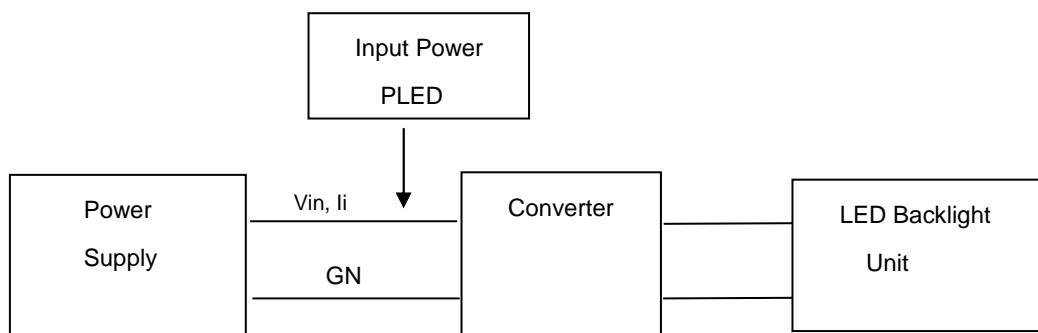 Input Power
PLED
Power
Supply
Vin, Ii
GN
Converter
LED Backlight
Unit